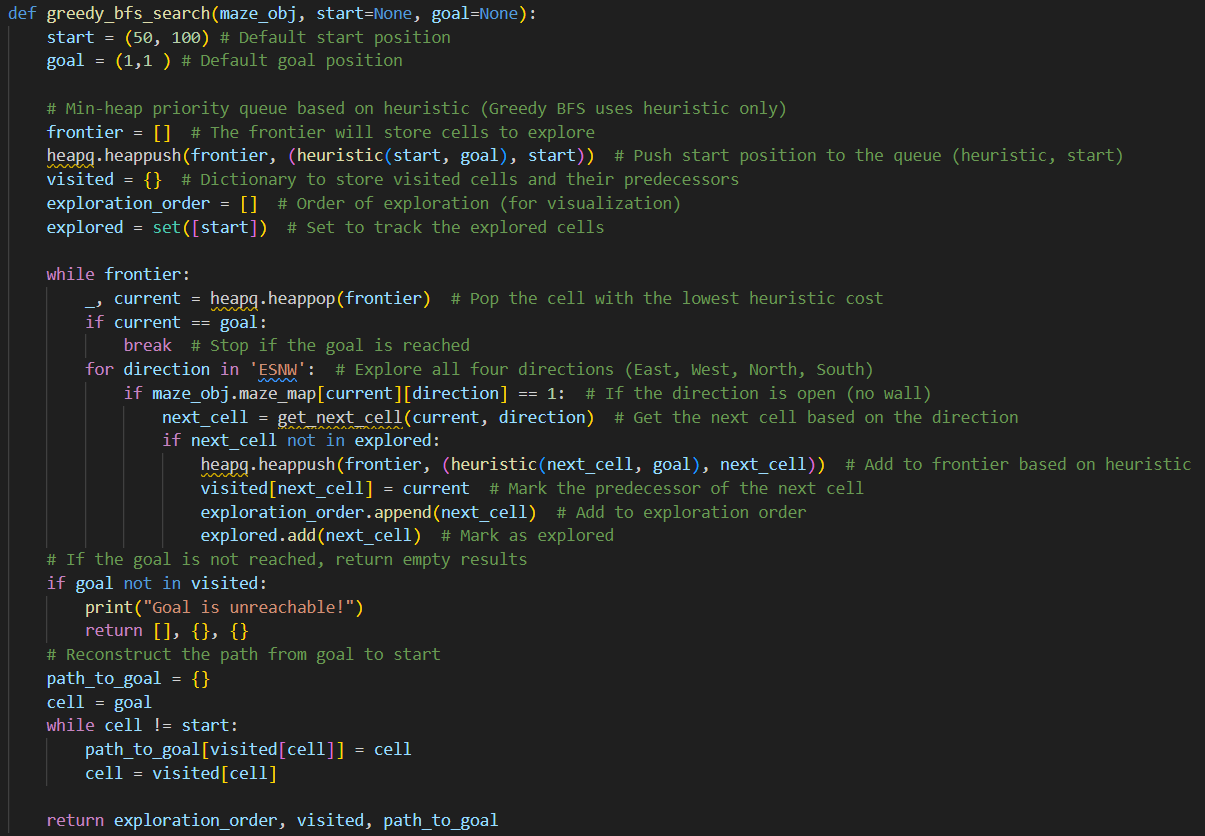 def greedy_bfs_search(maze_obj, start=None, goal=None):
    start = (50, 100) # Default start position
    goal = (1,1 ) # Default goal position

    # Min-heap priority queue based on heuristic (Greedy BFS uses heuristic only)
    frontier = []  # The frontier will store cells to explore
    heapq.heappush(frontier, (heuristic(start, goal), start))  # Push start position to the queue (heuristic, start)
    visited = {}  # Dictionary to store visited cells and their predecessors
    exploration_order = []  # Order of exploration (for visualization)
    explored = set([start])  # Set to track the explored cells

    while frontier:
        _, current = heapq.heappop(frontier)  # Pop the cell with the lowest heuristic cost
        if current == goal:
            break  # Stop if the goal is reached
        for direction in 'ESNW':  # Explore all four directions (East, West, North, South)
            if maze_obj.maze_map[current][direction] == 1:  # If the direction is open (no wall)
                next_cell = get_next_cell(current, direction)  # Get the next cell based on the direction
                if next_cell not in explored:
                    heapq.heappush(frontier, (heuristic(next_cell, goal), next_cell))  # Add to frontier based on heuristic
                    visited[next_cell] = current  # Mark the predecessor of the next cell
                    exploration_order.append(next_cell)  # Add to exploration order
                    explored.add(next_cell)  # Mark as explored
    # If the goal is not reached, return empty results
    if goal not in visited:
        print("Goal is unreachable!")
        return [], {}, {}
    # Reconstruct the path from goal to start
    path_to_goal = {}
    cell = goal
    while cell != start:
        path_to_goal[visited[cell]] = cell
        cell = visited[cell]

    return exploration_order, visited, path_to_goal